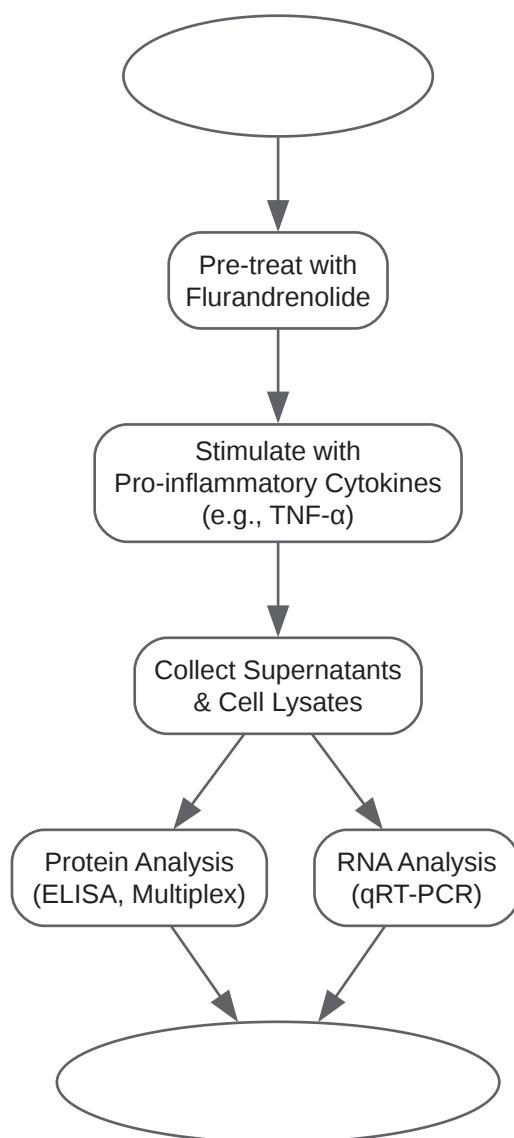 Pre-treat with
Flurandrenolide
Stimulate with
Pro-inflammatory Cytokines
(e.g., TNF-α)
Collect Supernatants
& Cell Lysates
Protein Analysis
(ELISA, Multiplex)
RNA Analysis
(qRT-PCR)